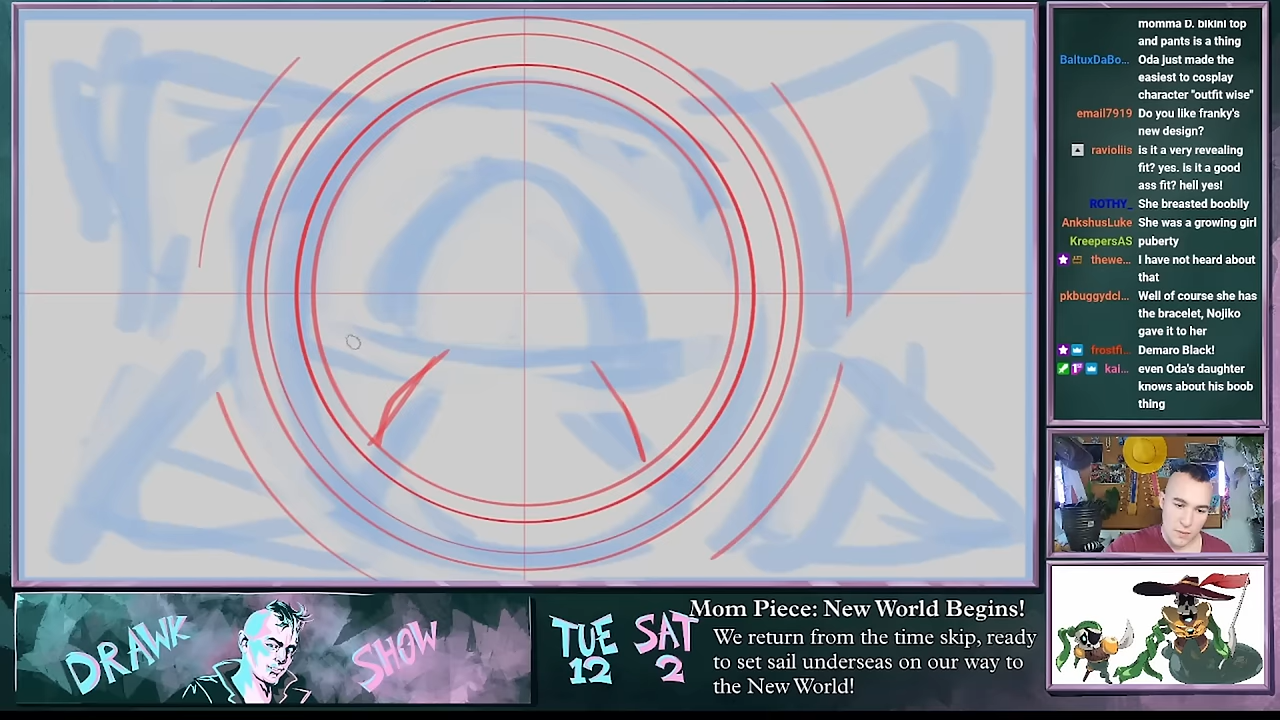 momma D. bikini top
and pants is a thing
BaltuxDaBo... Oda just made the
easiest to cosplay
character "outfit wise"
email7919 Do you like franky's
new design?
ravioliis is it a very revealing
fit? yes. is it a good
ass fit? hell yes!
ROTHY_ She breasted boobily
AnkshusLuke She was a growing girl
KreepersAS puberty
thewe... I have not heard about
that
pkbuggydcl... Well of course she has
the bracelet, Nojiko
gave it to her
frostfi... Demaro Black!
kai... even Oda's daughter
knows about his boob
thing
DRAWK SHOW
TUE SAT
12 2
Mom Piece: New World Begins!
We return from the time skip, ready
to set sail underseas on our way to
the New World!